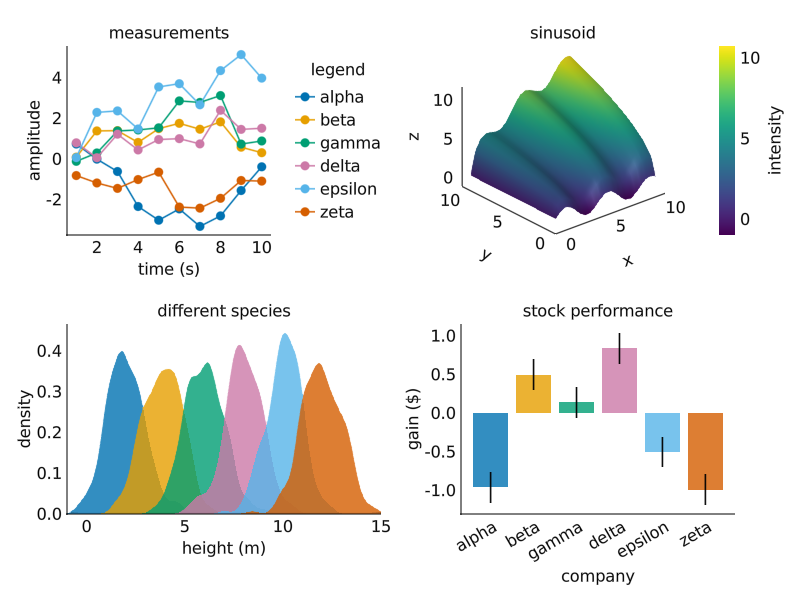 measurements
amplitude
4
2
0
-2
2 4 6 8 10
time (s)
legend
alpha
beta
gamma
delta
epsilon
zeta
sinusoid
z
10
5
0
10
5
0
y
0
5
10
x
10
5
0
intensity
different species
density
0.4
0.3
0.2
0.1
0.0
0 5 10 15
height (m)
stock performance
gain ($)
1.0
0.5
0.0
-0.5
-1.0
alpha beta gamma delta epsilon zeta
company